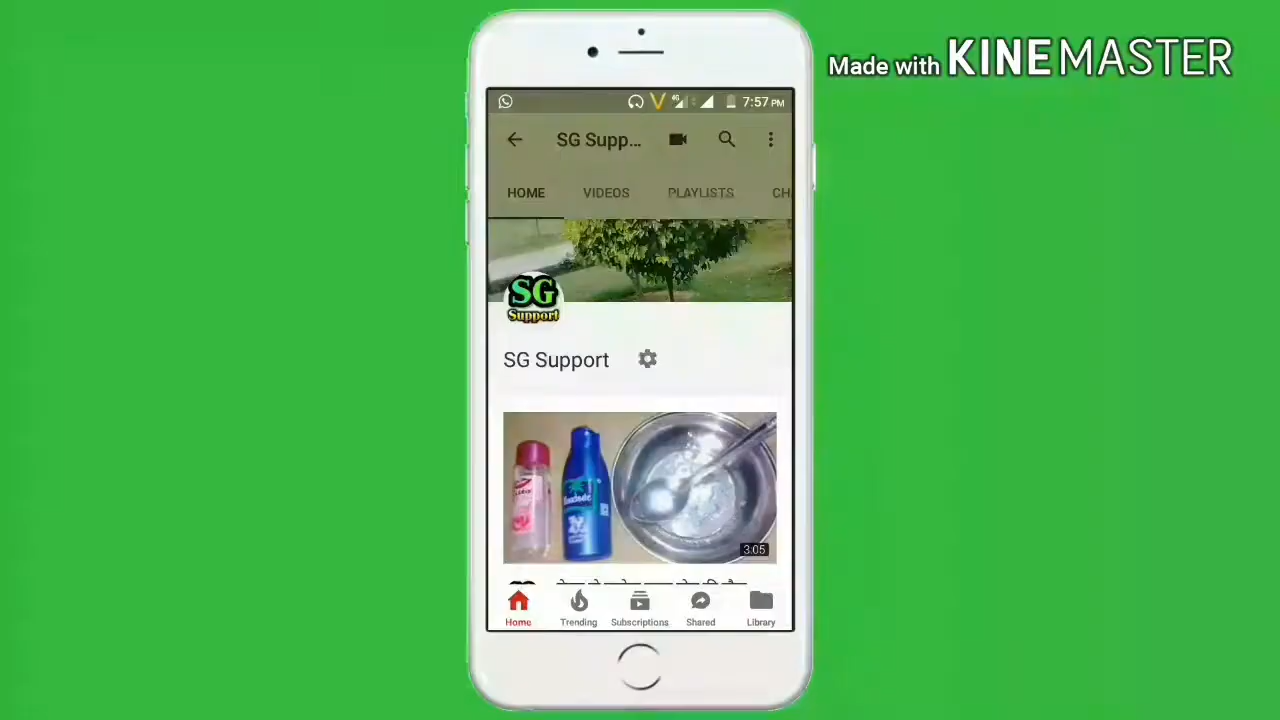 Made with KINEMASTER
7:57 PM
SG Supp...
HOME VIDEOS PLAYLISTS CH
SG
Support
SG Support
3:05
Home Trending Subscriptions Shared Library